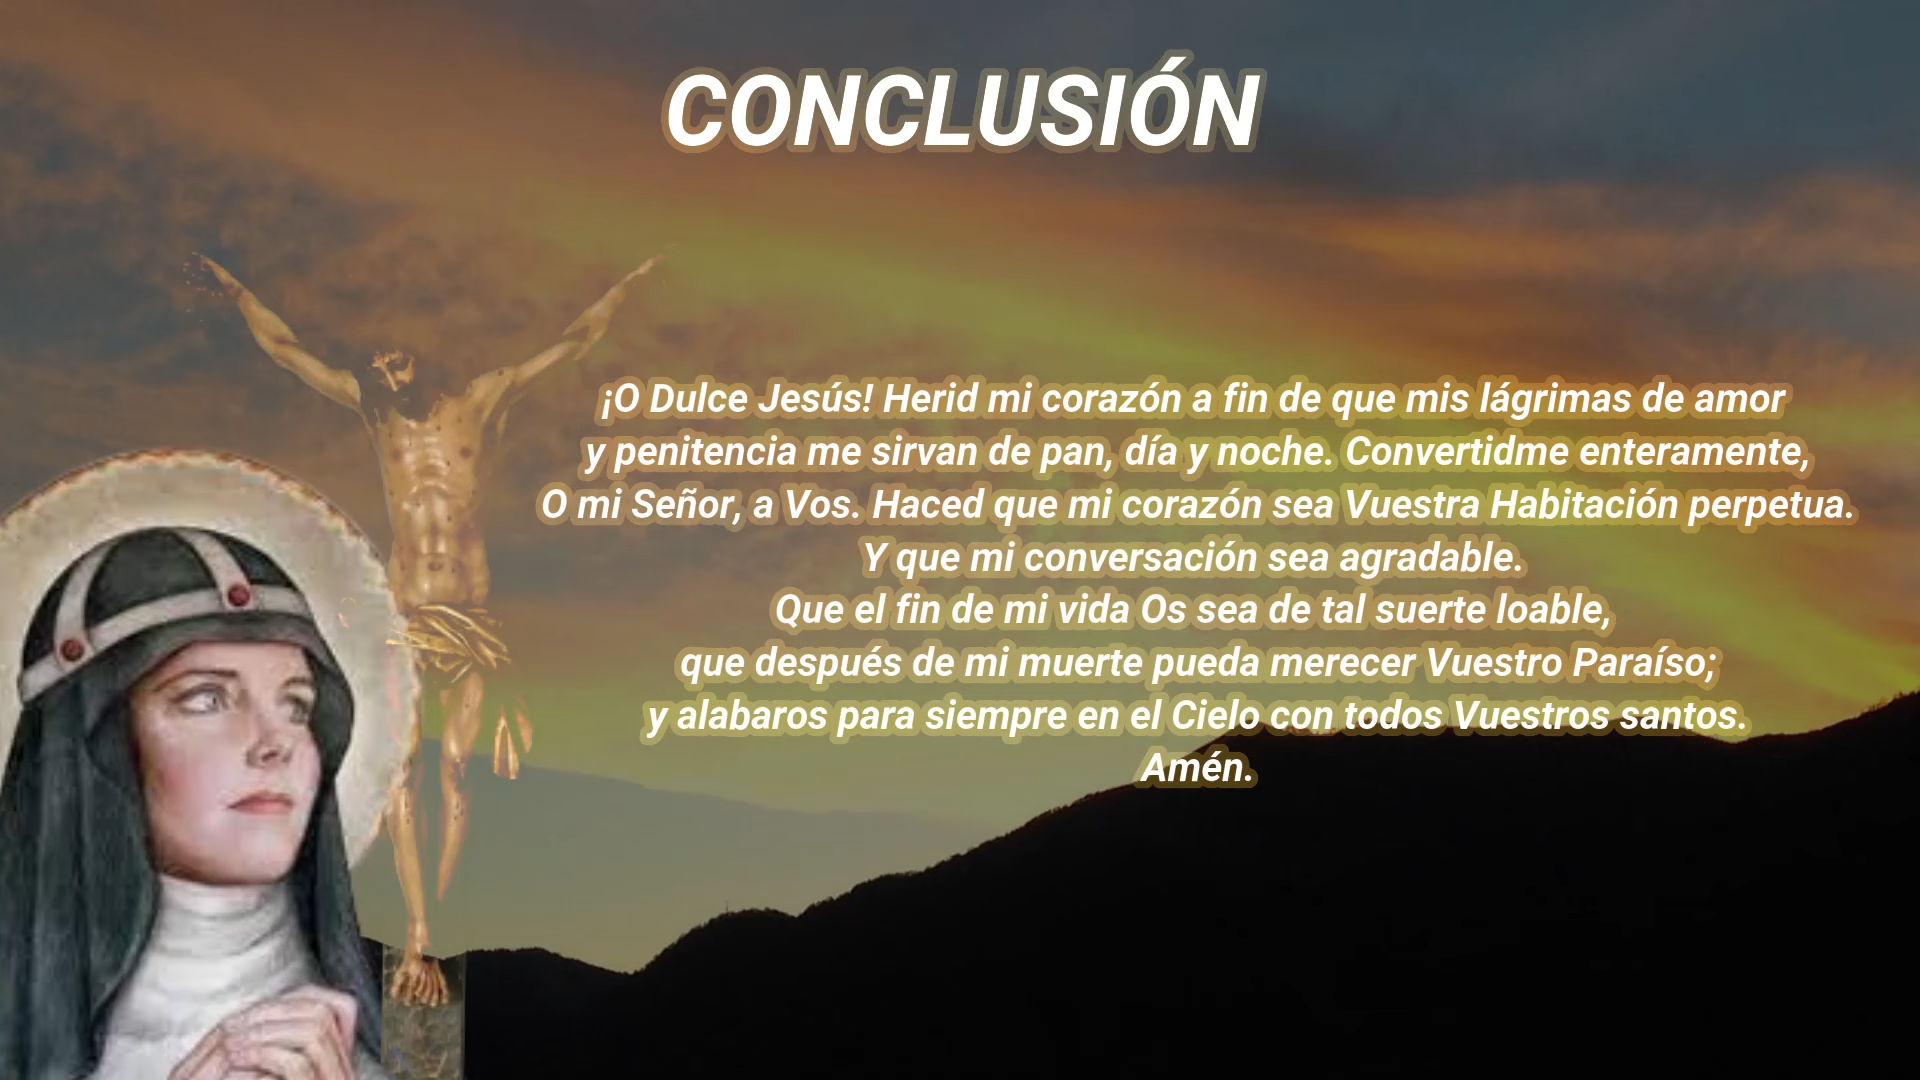 CONCLUSIÓN
¡O Dulce Jesús! Herid mi corazón a fin de que mis lágrimas de amor
y penitencia me sirvan de pan, día y noche. Convertidme enteramente,
O mi Señor, a Vos. Haced que mi corazón sea Vuestra Habitación perpetua.
Y que mi conversación sea agradable.
Que el fin de mi vida Os sea de tal suerte loable,
que después de mi muerte pueda merecer Vuestro Paraíso;
y alabaros para siempre en el Cielo con todos Vuestros santos.
Amén.